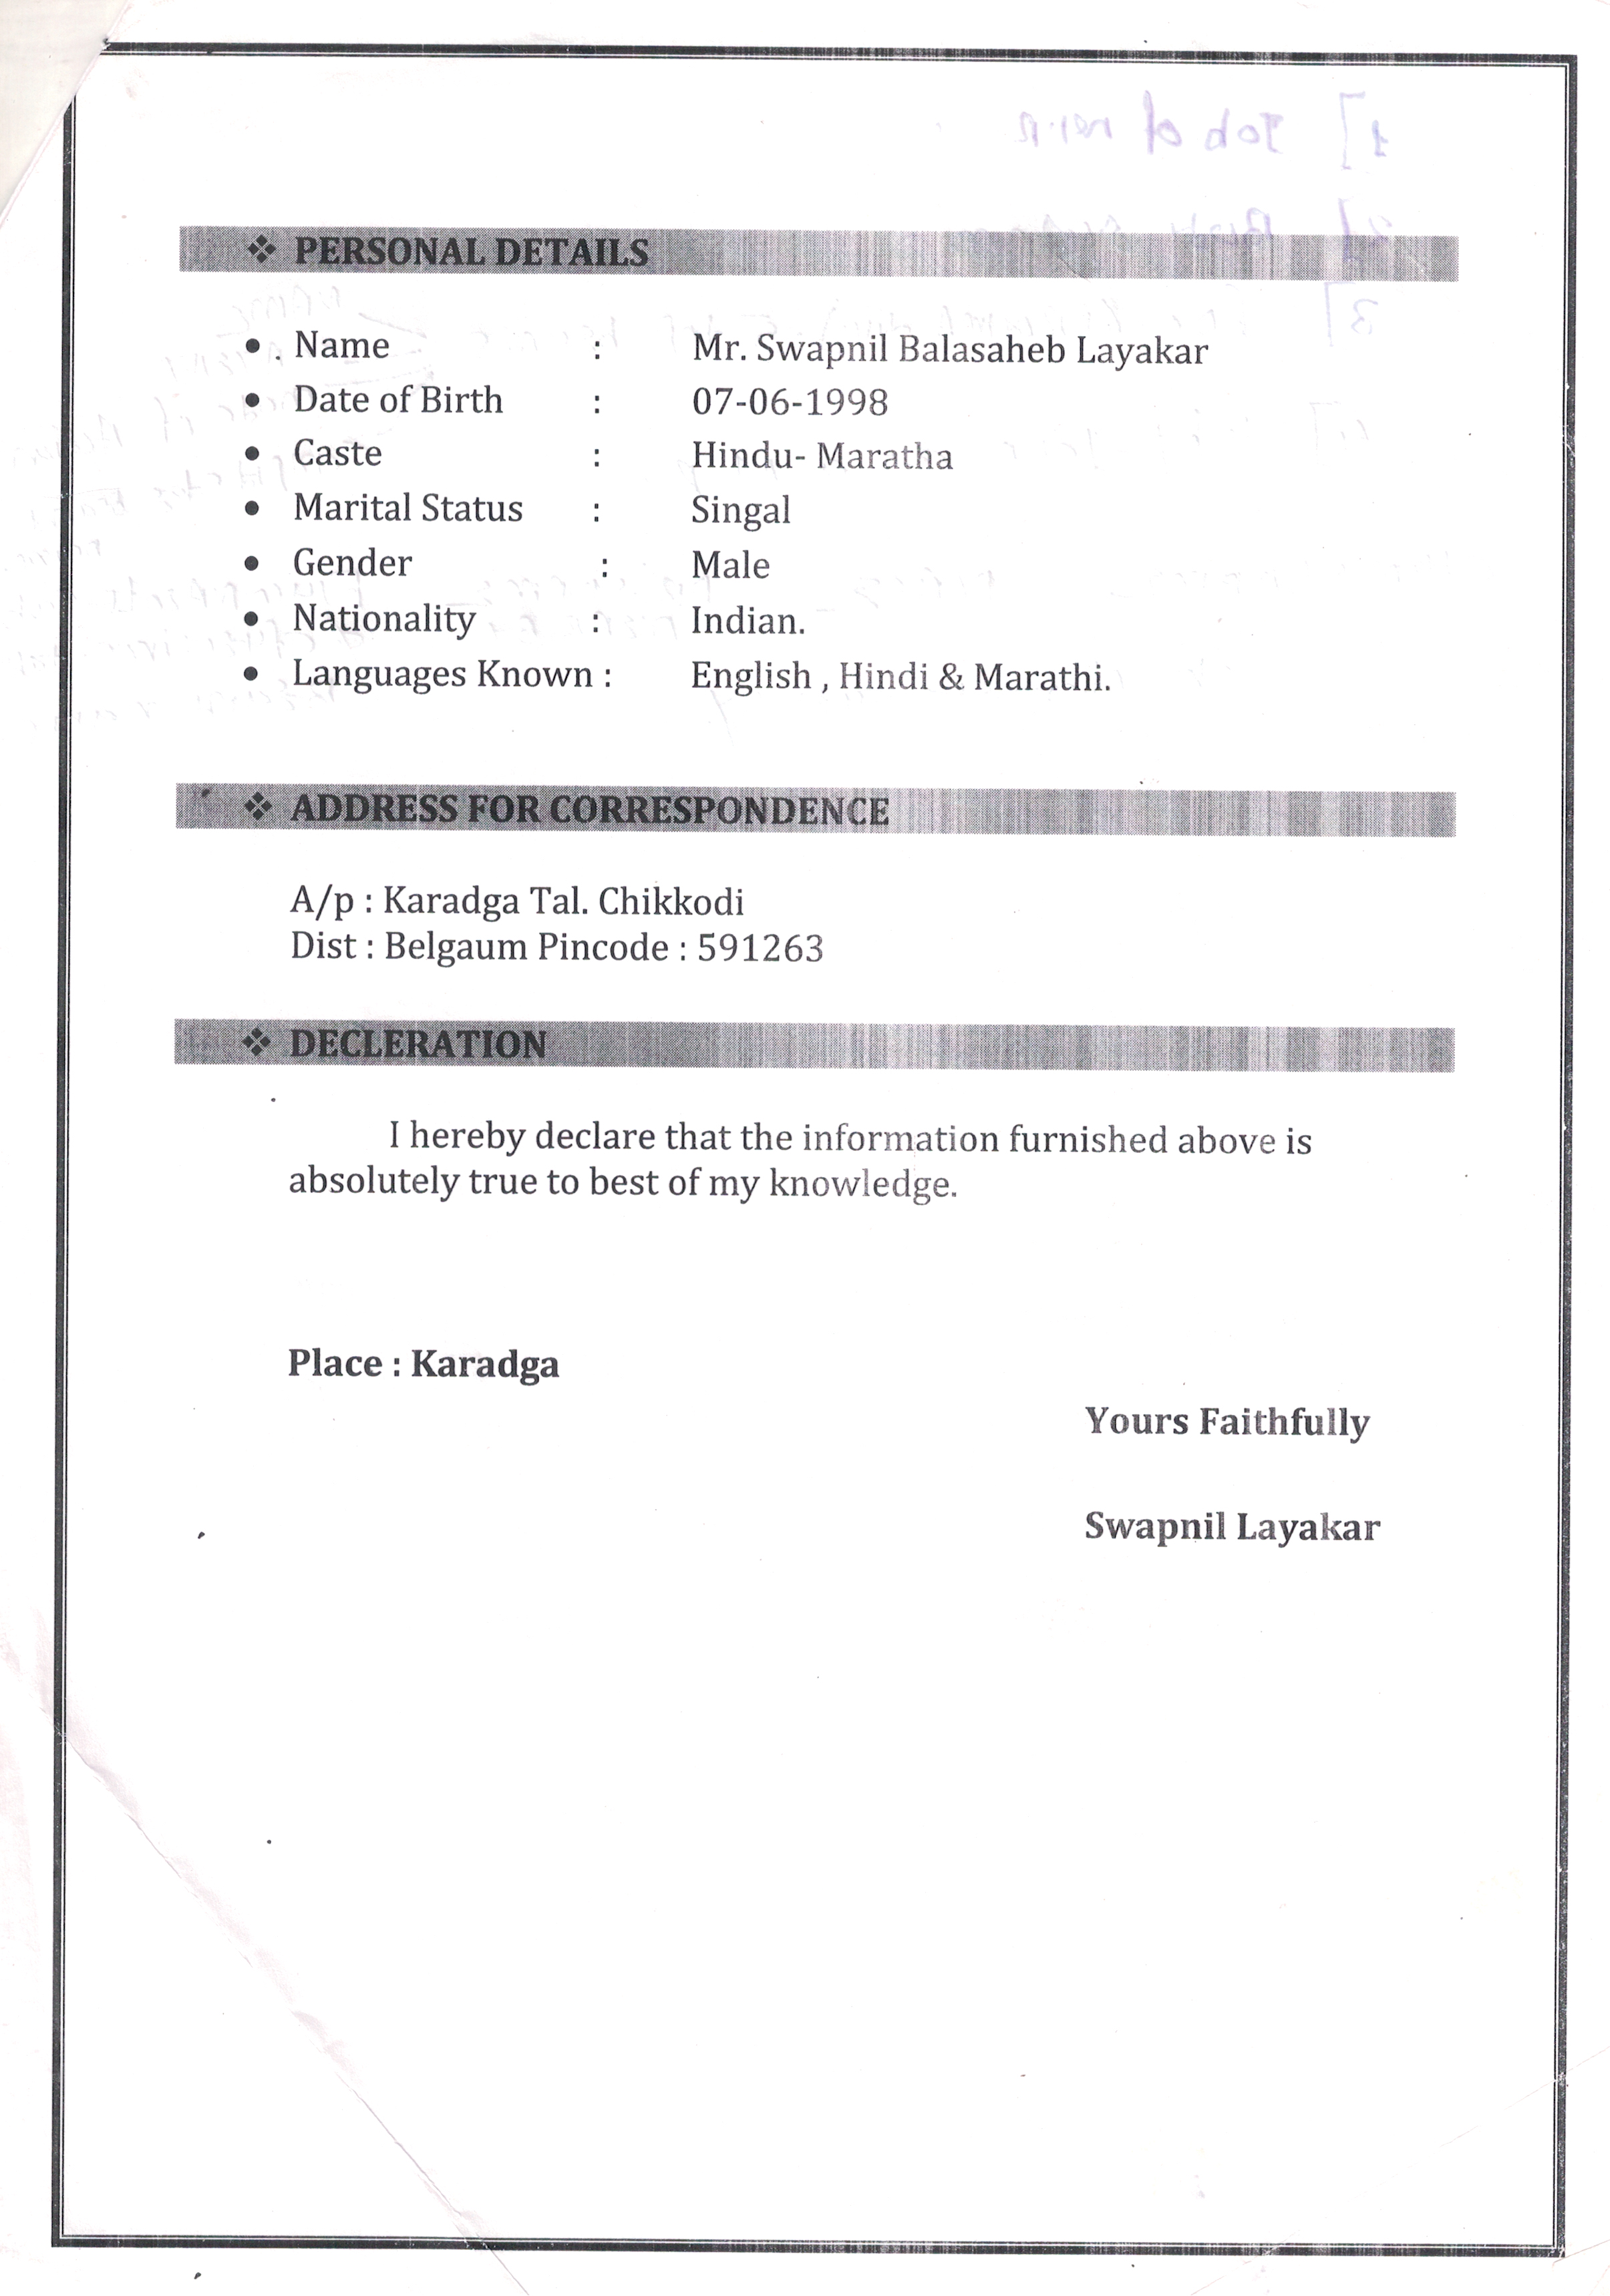 ❖ PERSONAL DETAILS
• Name : Mr. Swapnil Balasaheb Layakar
• Date of Birth : 07-06-1998
• Caste : Hindu- Maratha
• Marital Status : Singal
• Gender : Male
• Nationality : Indian.
• Languages Known : English , Hindi & Marathi.
❖ ADDRESS FOR CORRESPONDENCE
A/p : Karadga Tal. Chikkodi
Dist : Belgaum Pincode : 591263
❖ DECLERATION
I hereby declare that the information furnished above is
absolutely true to best of my knowledge.
Place : Karadga
Yours Faithfully
Swapnil Layakar